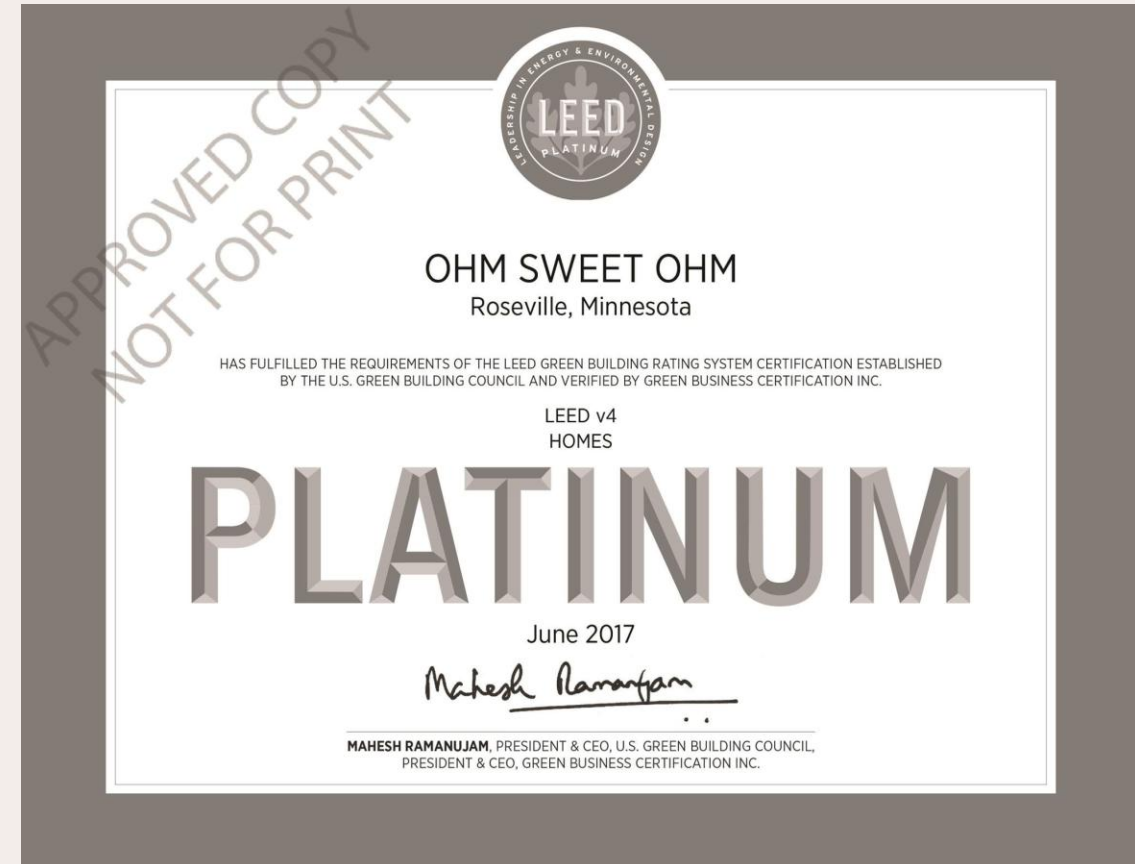 APPROVED COPY
NOT FOR PRINT
LEADERSHIP IN ENERGY & ENVIRONMENTAL DESIGN
LEED
PLATINUM
OHM SWEET OHM
Roseville, Minnesota
HAS FULFILLED THE REQUIREMENTS OF THE LEED GREEN BUILDING RATING SYSTEM CERTIFICATION ESTABLISHED
BY THE U.S. GREEN BUILDING COUNCIL AND VERIFIED BY GREEN BUSINESS CERTIFICATION INC.
LEED v4
HOMES
PLATINUM
June 2017
Mahesh Ramanujam
MAHESH RAMANUJAM, PRESIDENT & CEO, U.S. GREEN BUILDING COUNCIL,
PRESIDENT & CEO, GREEN BUSINESS CERTIFICATION INC.